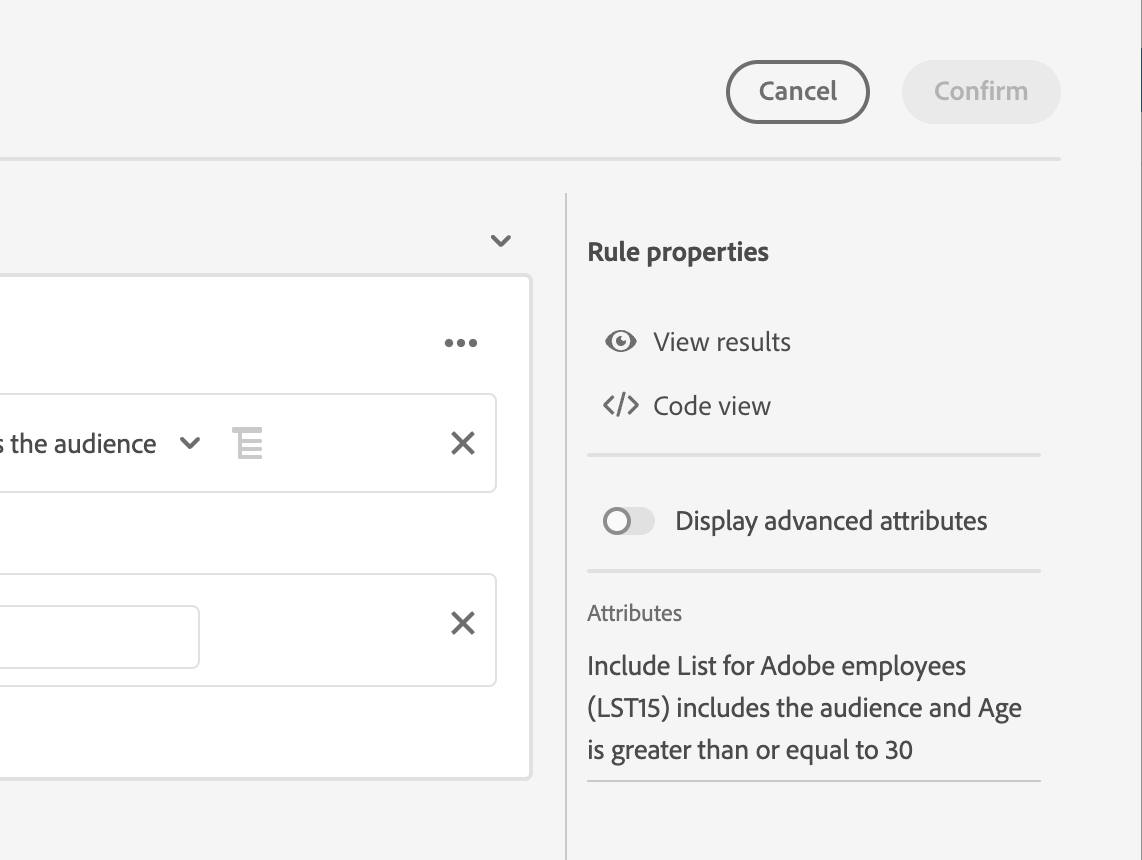 Cancel
Confirm
Rule properties
View results
</> Code view
s the audience
Display advanced attributes
Attributes
Include List for Adobe employees
(LST15) includes the audience and Age
is greater than or equal to 30